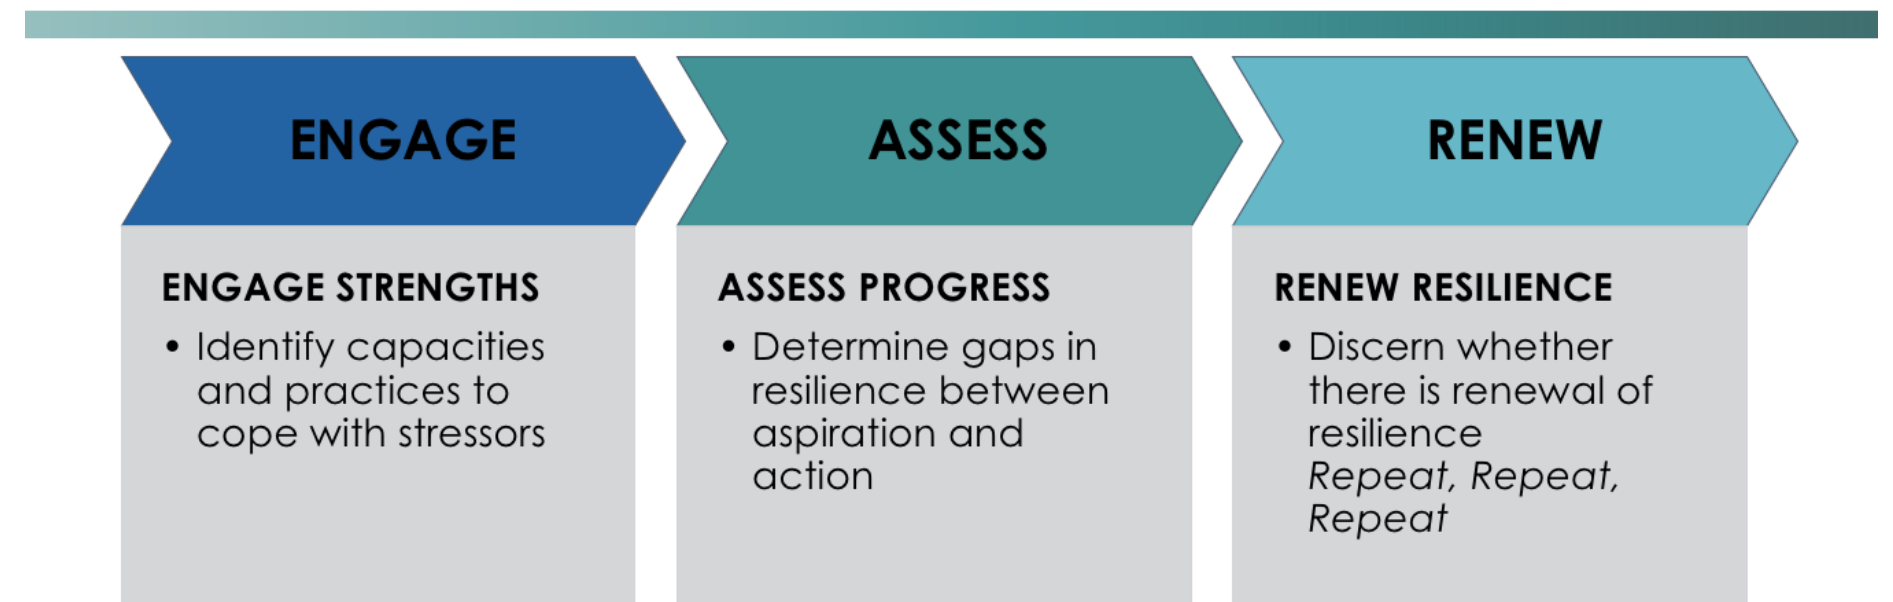 ENGAGE
ASSESS
RENEW
ENGAGE STRENGTHS
• Identify capacities
and practices to
cope with stressors
ASSESS PROGRESS
• Determine gaps in
resilience between
aspiration and
action
RENEW RESILIENCE
• Discern whether
there is renewal of
resilience
Repeat, Repeat,
Repeat